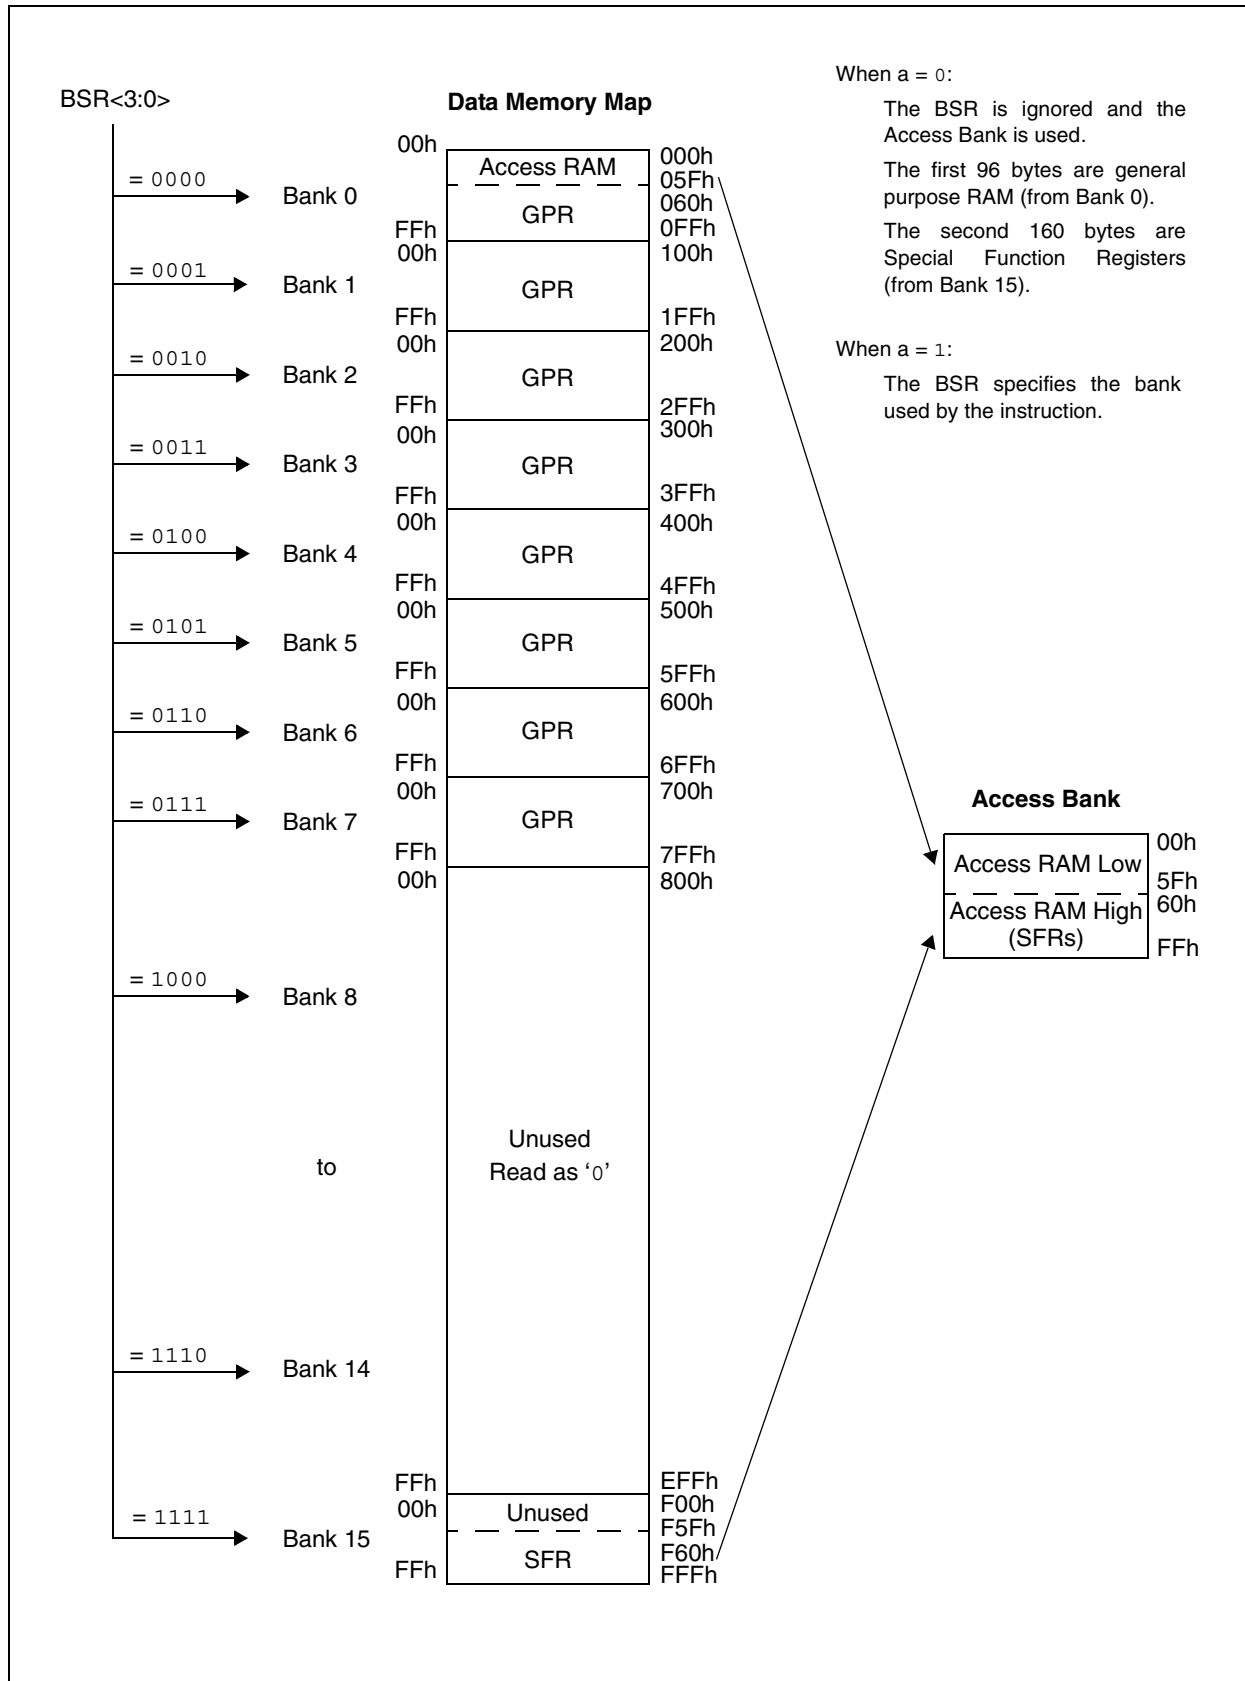 BSR<3:0>
Data Memory Map
When a = 0:
The BSR is ignored and the
Access Bank is used.
The first 96 bytes are general
purpose RAM (from Bank 0).
The second 160 bytes are
Special Function Registers
(from Bank 15).
When a = 1:
The BSR specifies the bank
used by the instruction.
= 0000
Bank 0
00h
Access RAM
000h
05Fh
060h
GPR
FFh
0FFh
= 0001
Bank 1
00h
GPR
100h
FFh
1FFh
= 0010
Bank 2
00h
GPR
200h
FFh
2FFh
= 0011
Bank 3
00h
GPR
300h
FFh
3FFh
= 0100
Bank 4
00h
GPR
400h
FFh
4FFh
= 0101
Bank 5
00h
GPR
500h
FFh
5FFh
= 0110
Bank 6
00h
GPR
600h
FFh
6FFh
= 0111
Bank 7
00h
GPR
700h
FFh
7FFh
00h
800h
= 1000
Bank 8
to
Unused
Read as ‘0’
= 1110
Bank 14
FFh
EFFh
= 1111
Bank 15
00h
Unused
F00h
F5Fh
F60h
SFR
FFh
FFFh
Access Bank
Access RAM Low
00h
5Fh
Access RAM High
(SFRs)
60h
FFh